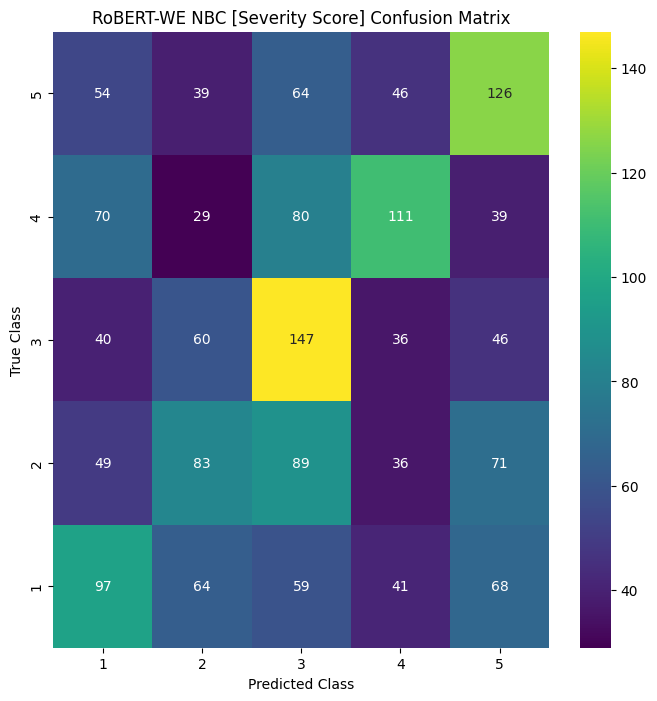 RoBERT-WE NBC [Severity Score] Confusion Matrix
5 54 39 64 46 126
4 70 29 80 111 39
3 40 60 147 36 46
2 49 83 89 36 71
1 97 64 59 41 68
1 2 3 4 5
Predicted Class
True Class
140
120
100
80
60
40